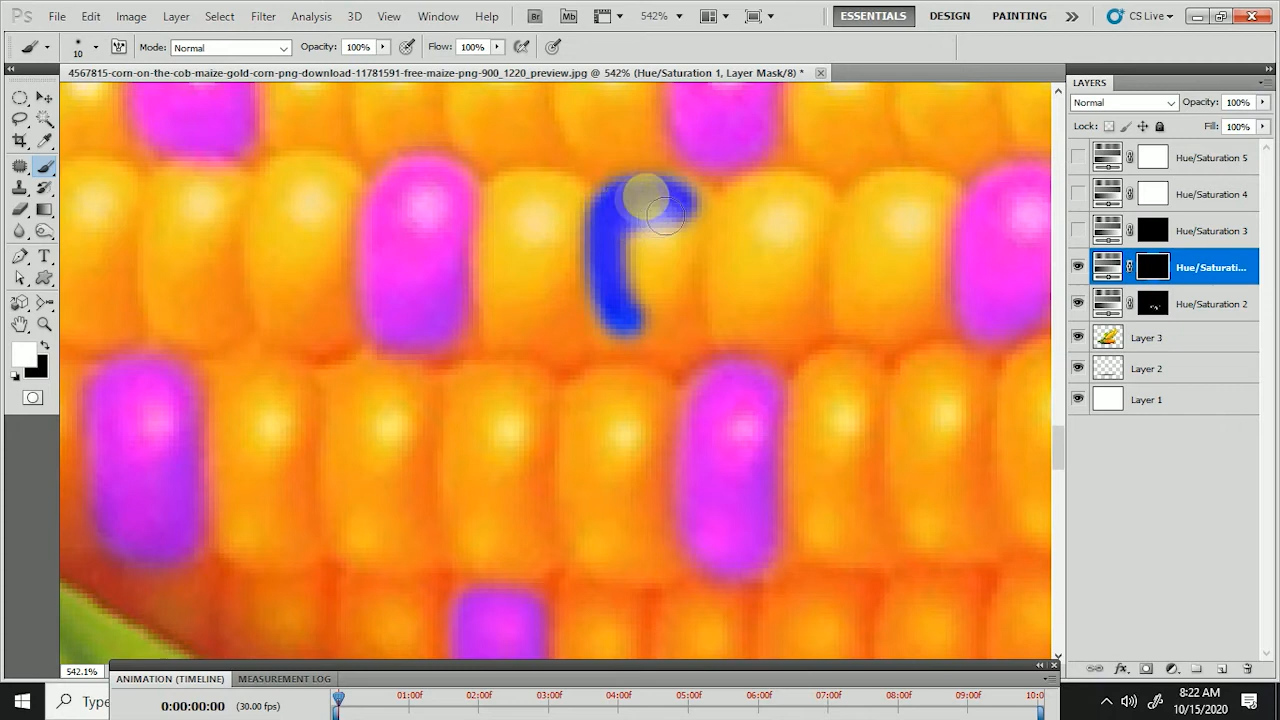 Ps File Edit Image Layer Select Filter Analysis 3D View Window Help Br Mb 542% ESSENTIALS DESIGN PAINTING CS Live
10 Mode: Normal Opacity: 100% Flow: 100%
4567815-corn-on-the-cob-maize-gold-corn-png-download-11781591-free-maize-png-900_1220_preview.jpg @ 542% (Hue/Saturation 1, Layer Mask/8) *
LAYERS
Normal Opacity: 100%
Lock: Fill: 100%
Hue/Saturation 5
Hue/Saturation 4
Hue/Saturation 3
Hue/Saturati...
Hue/Saturation 2
Layer 3
Layer 2
Layer 1
542.1%
ANIMATION (TIMELINE) MEASUREMENT LOG
0:00:00:00 (30.00 fps) 01:00f 02:00f 03:00f 04:00f 05:00f 06:00f 07:00f 08:00f 09:00f 10:0
Type
8:22 AM
10/15/2020